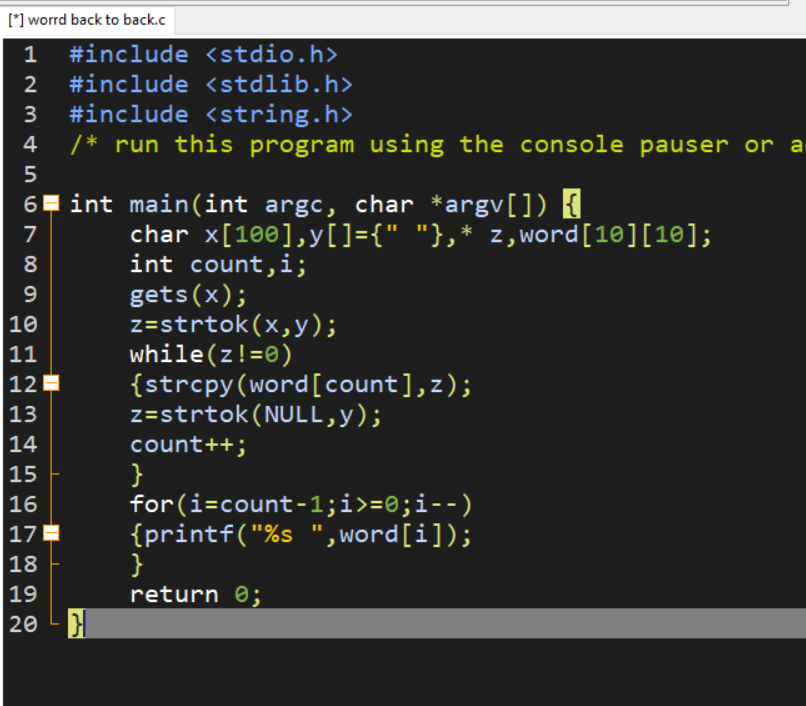 [*] worrd back to back.c
1 #include <stdio.h>
2 #include <stdlib.h>
3 #include <string.h>
4 /* run this program using the console pauser or
5
6 int main(int argc, char *argv[]) {
7 char x[100],y[]={" "},* z,word[10][10];
8 int count,i;
9 gets(x);
10 z=strtok(x,y);
11 while(z!=0)
12 {strcpy(word[count],z);
13 z=strtok(NULL,y);
14 count++;
15 }
16 for(i=count-1;i>=0;i--)
17 {printf("%s ",word[i]);
18 }
19 return 0;
20 }